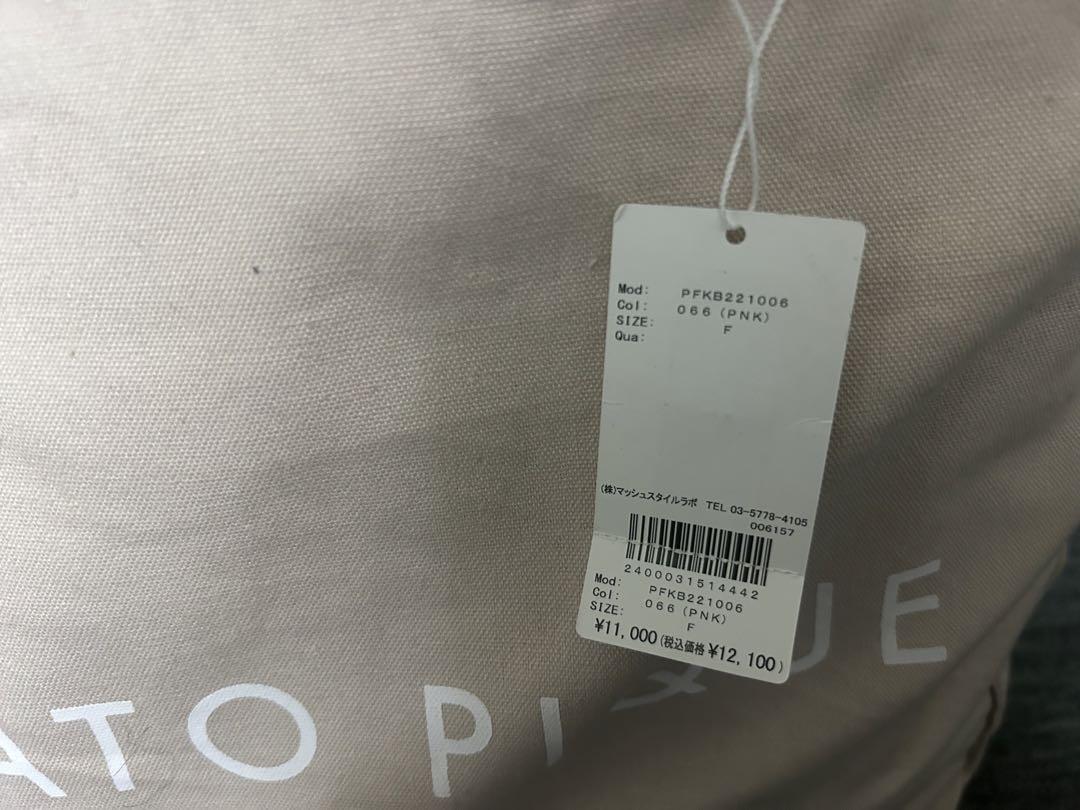 Mod: PFKB221006
Col: 066 (PNK)
SIZE: F
Qua:
(株)マッシュスタイルラボ TEL 03-5778-4105
006157
2400031514442
Mod: PFKB221006
Col: 066 (PNK)
SIZE: F
¥11,000(税込価格 ¥12,100)
ATO PIQUE